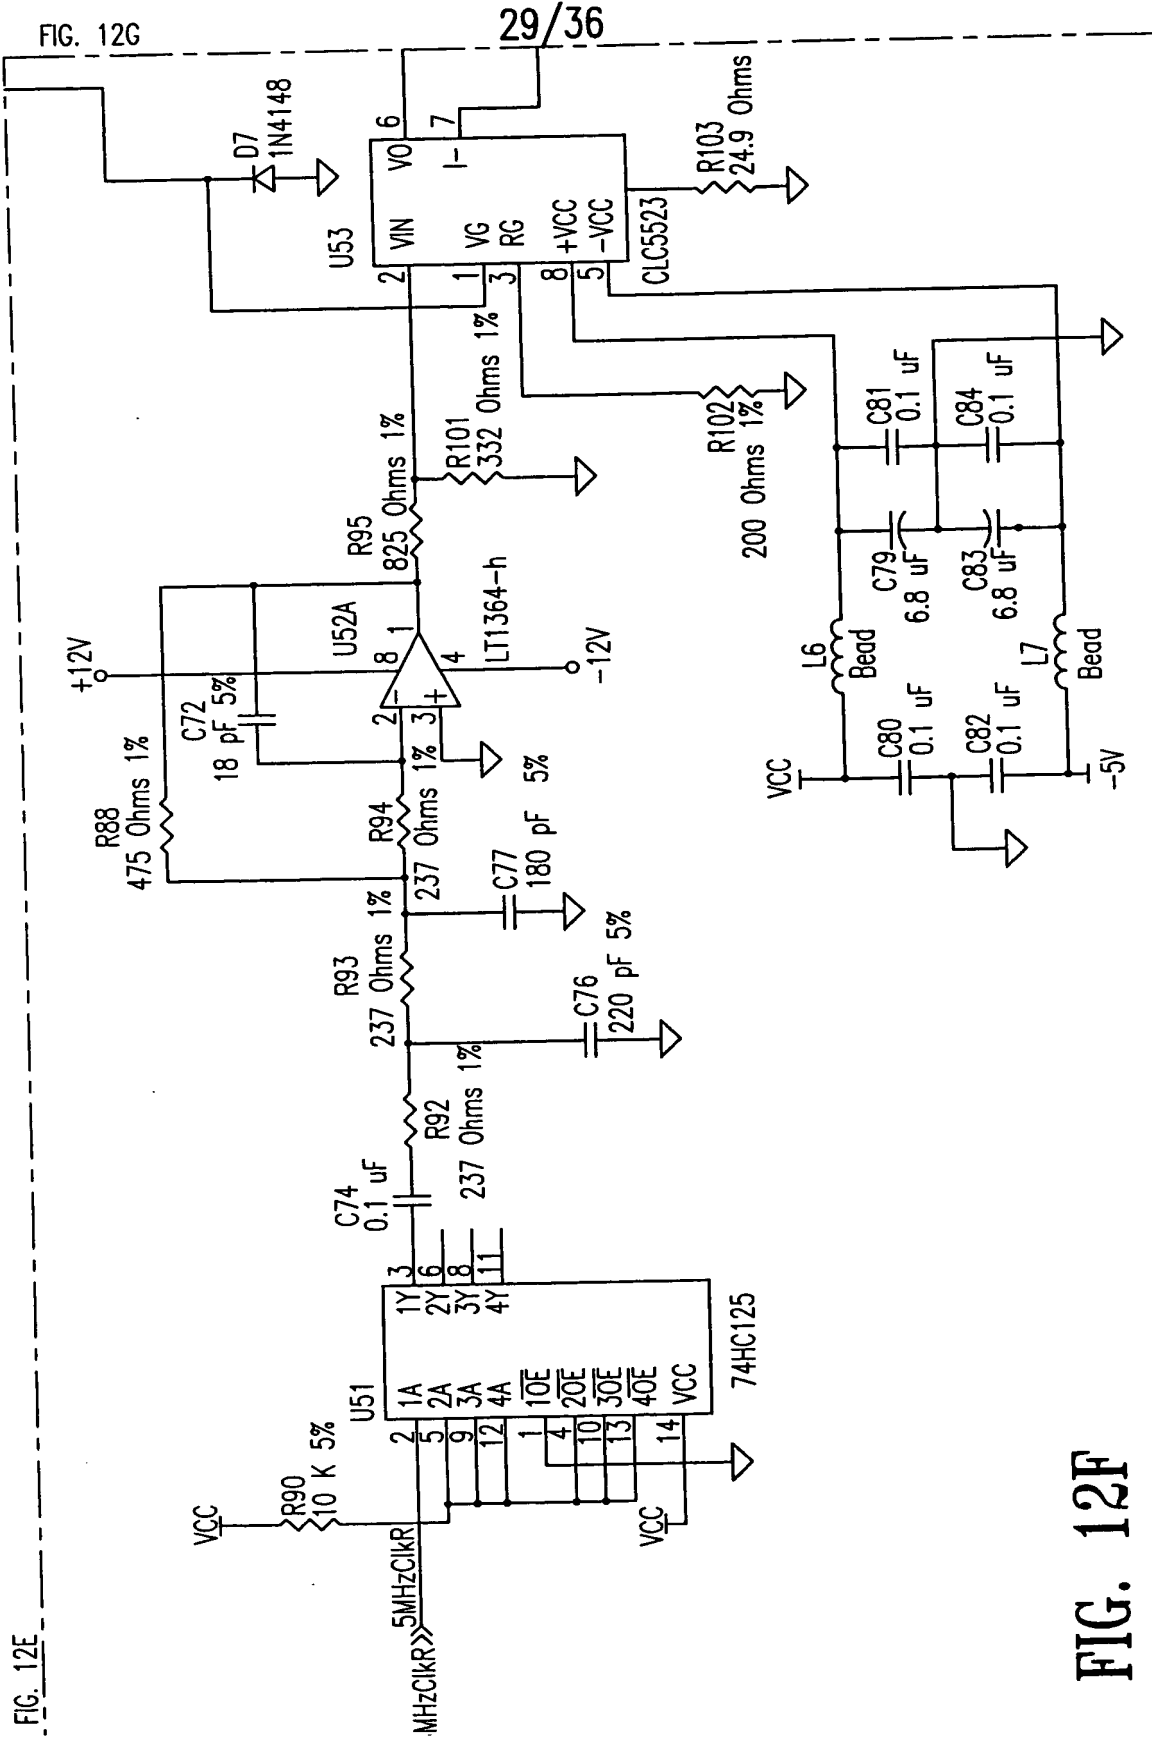 29/36
FIG. 12G
FIG. 12E
VCC
R90
10 K 5%
5MHzClkR
MHzClkR
U51
2 1A
5 2A
9 3A
12 4A
1 1OE
4 2OE
10 3OE
13 4OE
14 VCC
VCC
1Y 3
2Y 6
3Y 8
4Y 11
74HC125
C74
0.1 uF
R92
237 Ohms 1%
C76
220 pF 5%
R93
237 Ohms 1%
C77
180 pF 5%
R88
475 Ohms 1%
R94
237 Ohms 1%
C72
18 pF 5%
+12V
U52A
8
2 -
3 +
1
4
LT1364-h
-12V
R95
825 Ohms 1%
R101
332 Ohms 1%
U53
2 VIN
1 VG
3 RG
8 +VCC
5 -VCC
VO 6
I- 7
CLC5523
D7
1N4148
R103
24.9 Ohms
R102
200 Ohms 1%
VCC
L6
Bead
C80
0.1 uF
C82
0.1 uF
-5V
L7
Bead
C79
6.8 uF
C83
6.8 uF
C81
0.1 uF
C84
0.1 uF
FIG. 12F